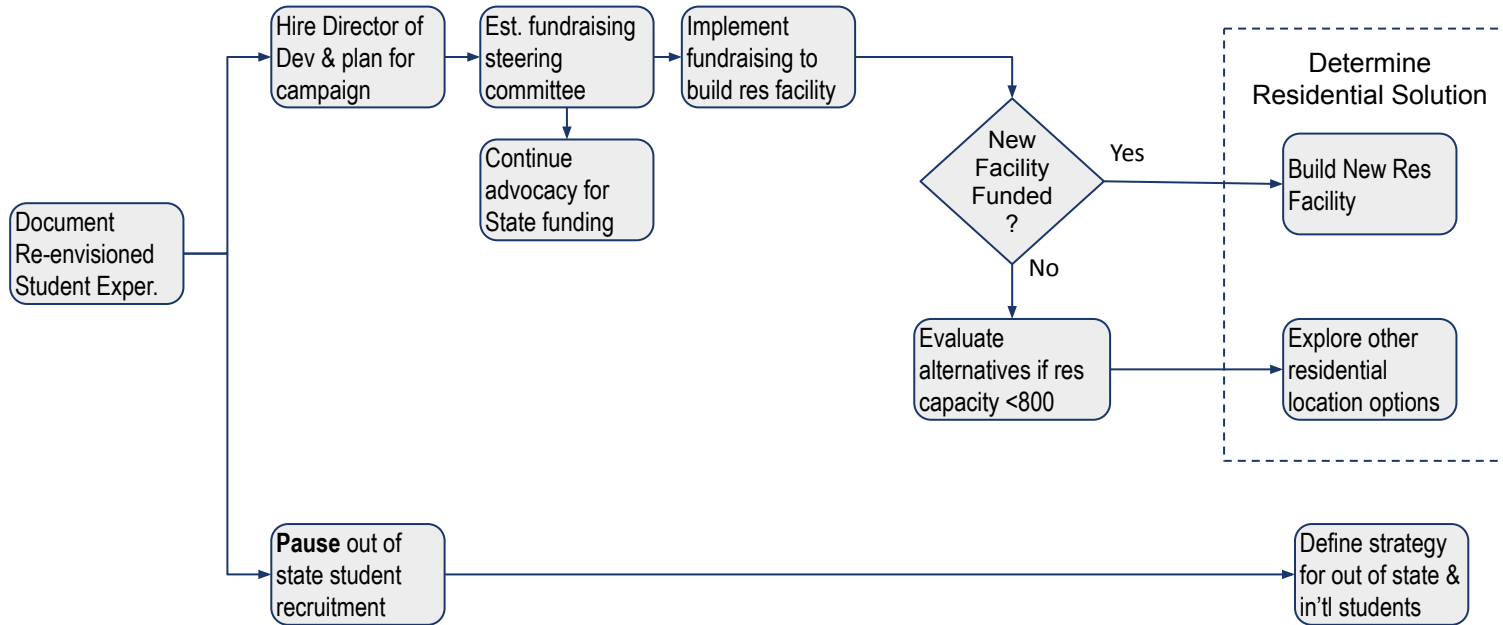 Hire Director of
Dev & plan for
campaign
Est. fundraising
steering
committee
Implement
fundraising to
build res facility
Continue
advocacy for
State funding
Document
Re-envisioned
Student Exper.
New
Facility
Funded
?
Yes
No
Determine
Residential Solution
Build New Res
Facility
Evaluate
alternatives if res
capacity <800
Explore other
residential
location options
Pause out of
state student
recruitment
Define strategy
for out of state &
in'tl students